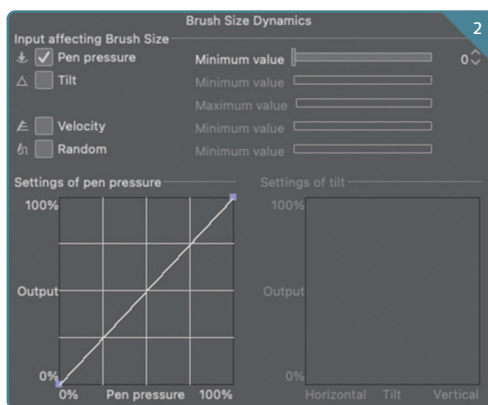 Brush Size Dynamics
2
Input affecting Brush Size
Pen pressure Minimum value 0
Tilt Minimum value
Maximum value
Velocity Minimum value
Random Minimum value
Settings of pen pressure Settings of tilt
100% 100%
Output Output
0% 0%
0% Pen pressure 100% Horizontal Tilt Vertical